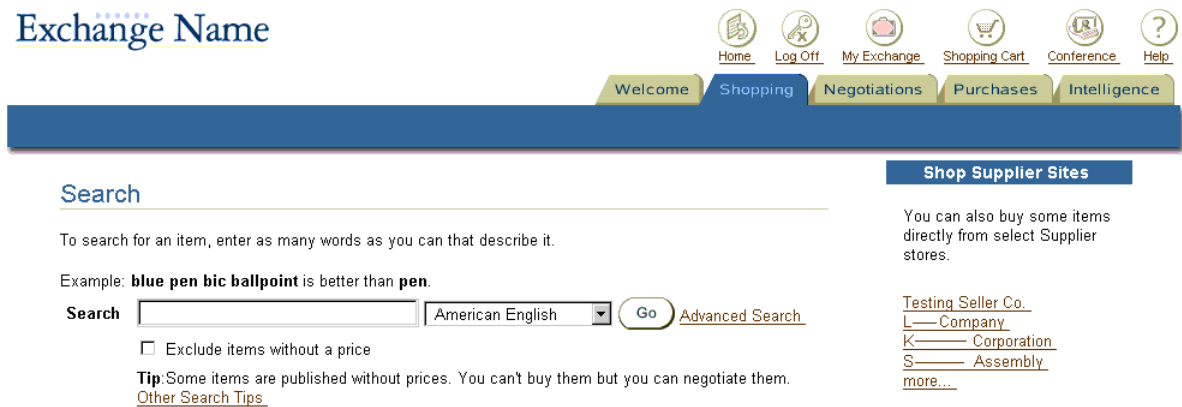 Exchange Name
Home Log Off My Exchange Shopping Cart Conference Help
Welcome Shopping Negotiations Purchases Intelligence
Search
To search for an item, enter as many words as you can that describe it.
Example: blue pen bic ballpoint is better than pen.
Search American English Go Advanced Search
Exclude items without a price
Tip:Some items are published without prices. You can't buy them but you can negotiate them.
Other Search Tips
Shop Supplier Sites
You can also buy some items
directly from select Supplier
stores.
Testing Seller Co.
L——Company
K——— Corporation
S——— Assembly
more...